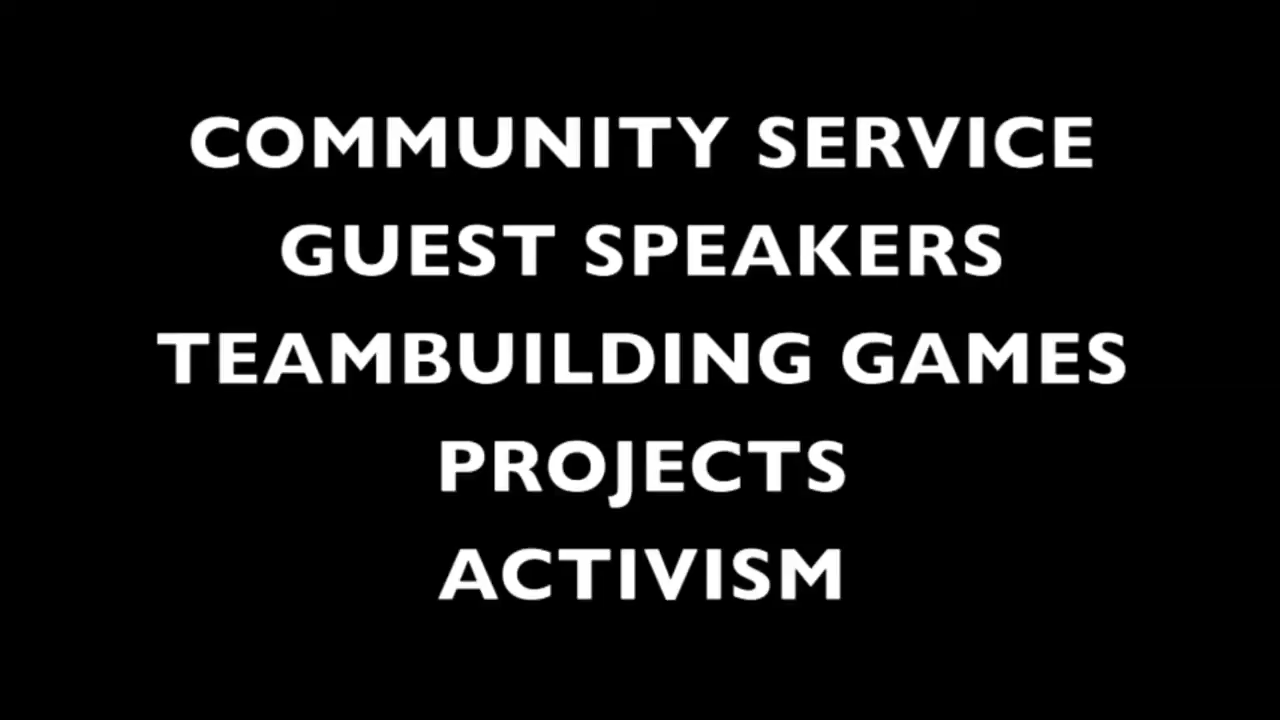 COMMUNITY SERVICE
GUEST SPEAKERS
TEAMBUILDING GAMES
PROJECTS
ACTIVISM